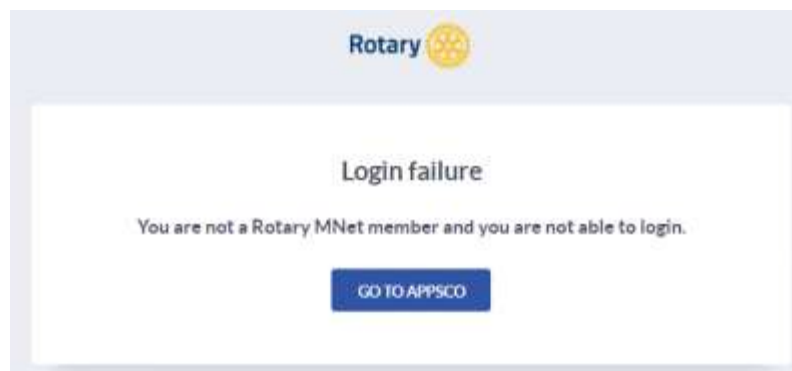 Rotary
Login failure
You are not a Rotary MNet member and you are not able to login.
GO TO APPSCO